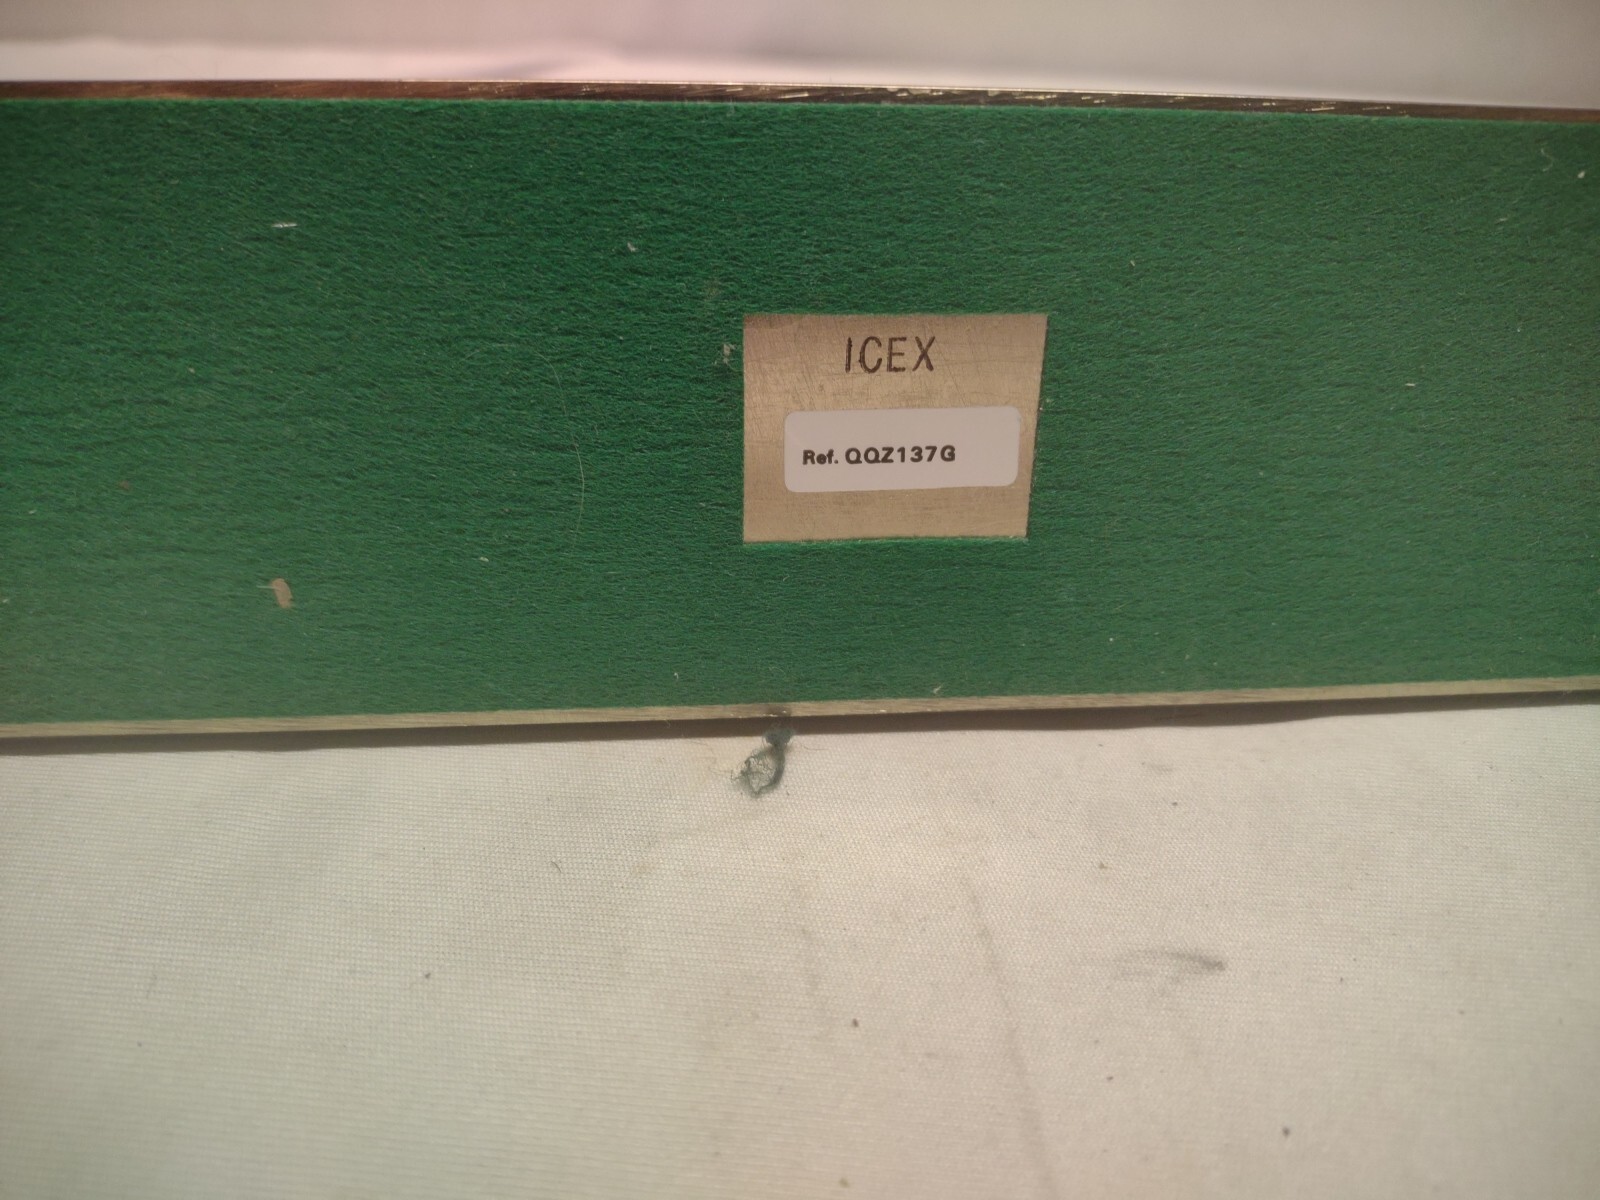 ICEX
Ref. QQZ137G